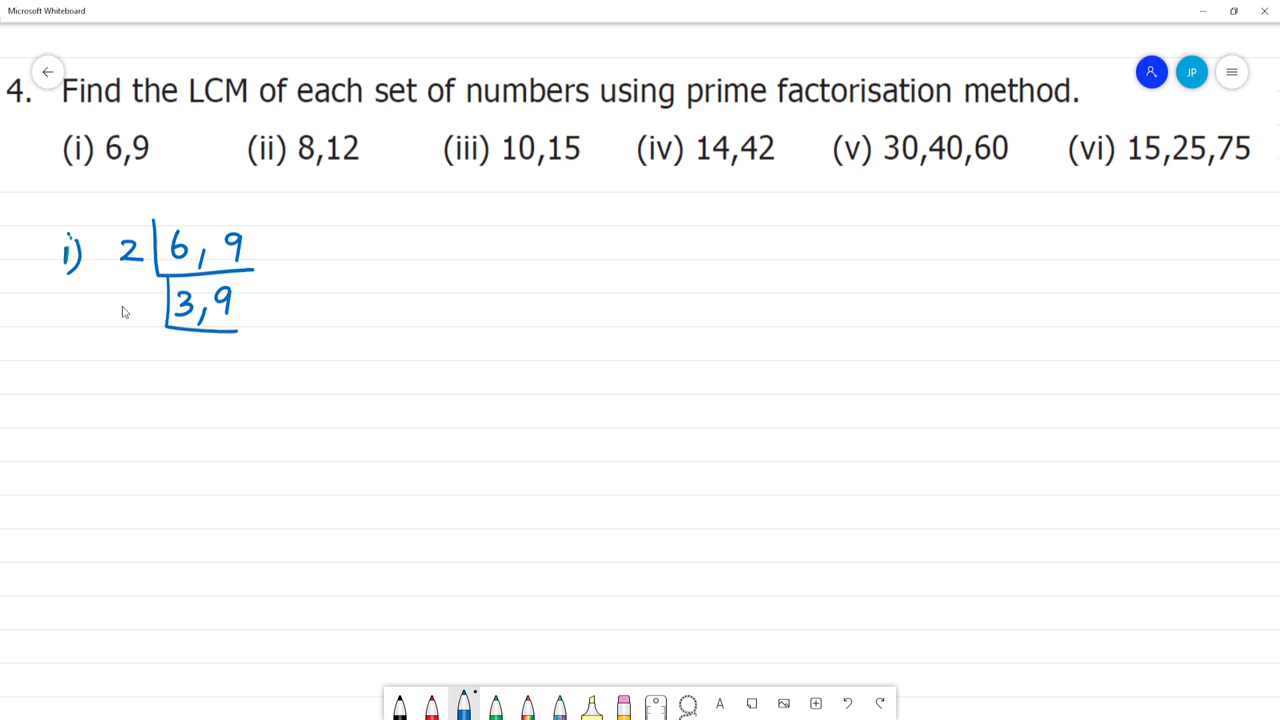 Microsoft Whiteboard
JP
4. Find the LCM of each set of numbers using prime factorisation method.
(i) 6,9 (ii) 8,12 (iii) 10,15 (iv) 14,42 (v) 30,40,60 (vi) 15,25,75
i) 2 6, 9
3, 9
A